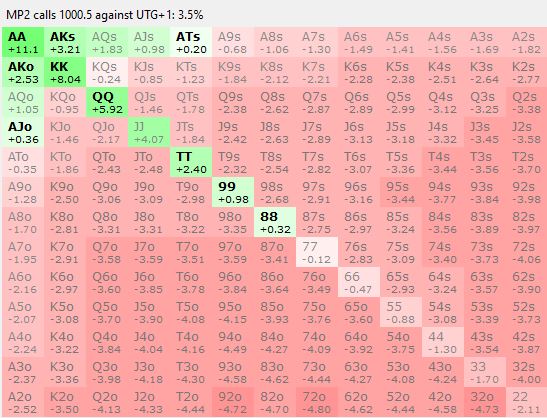 MP2 calls 1000.5 against UTG+1: 3.5%
AA AKs AQs AJs ATs A9s A8s A7s A6s A5s A4s A3s A2s
+11.1 +3.21 +1.83 +0.98 +0.20 -0.68 -1.06 -1.30 -1.49 -1.41 -1.56 -1.69 -1.82
AKo KK KQs KJs KTs K9s K8s K7s K6s K5s K4s K3s K2s
+2.53 +8.04 -0.24 -0.85 -1.23 -1.84 -2.12 -2.21 -2.28 -2.38 -2.51 -2.64 -2.77
AQo KQo QQ QJs QTs Q9s Q8s Q7s Q6s Q5s Q4s Q3s Q2s
+1.05 -0.95 +5.92 -1.46 -1.78 -2.38 -2.62 -2.87 -2.89 -2.99 -3.12 -3.25 -3.38
AJo KJo QJo JJ JTs J9s J8s J7s J6s J5s J4s J3s J2s
+0.36 -1.46 -2.17 +4.07 -1.84 -2.42 -2.63 -2.89 -3.13 -3.18 -3.32 -3.45 -3.58
ATo KTo QTo JTo TT T9s T8s T7s T6s T5s T4s T3s T2s
-0.35 -1.86 -2.43 -2.48 +2.40 -2.32 -2.54 -2.82 -3.07 -3.36 -3.44 -3.56 -3.70
A9o K9o Q9o J9o T9o 99 98s 97s 96s 95s 94s 93s 92s
-1.28 -2.50 -3.06 -3.09 -2.98 +0.98 -2.68 -2.91 -3.16 -3.44 -3.77 -3.84 -3.98
A8o K8o Q8o J8o T8o 98o 88 87s 86s 85s 84s 83s 82s
-1.70 -2.81 -3.31 -3.31 -3.22 -3.35 +0.32 -2.75 -2.97 -3.24 -3.56 -3.89 -3.97
A7o K7o Q7o J7o T7o 97o 87o 77 76s 75s 74s 73s 72s
-1.95 -2.91 -3.58 -3.59 -3.51 -3.59 -3.41 -0.12 -2.83 -3.09 -3.40 -3.73 -4.06
A6o K6o Q6o J6o T6o 96o 86o 76o 66 65s 64s 63s 62s
-2.16 -2.97 -3.60 -3.85 -3.78 -3.86 -3.64 -3.49 -0.47 -2.93 -3.24 -3.57 -3.90
A5o K5o Q5o J5o T5o 95o 85o 75o 65o 55 54s 53s 52s
-2.07 -3.08 -3.70 -3.90 -4.08 -4.15 -3.93 -3.76 -3.60 -0.88 -3.08 -3.39 -3.73
A4o K4o Q4o J4o T4o 94o 84o 74o 64o 54o 44 43s 42s
-2.24 -3.22 -3.84 -4.04 -4.16 -4.49 -4.27 -4.09 -3.92 -3.75 -1.30 -3.54 -3.87
A3o K3o Q3o J3o T3o 93o 83o 73o 63o 53o 43o 33 32s
-2.37 -3.36 -3.98 -4.18 -4.30 -4.58 -4.62 -4.44 -4.27 -4.08 -4.24 -1.70 -4.00
A2o K2o Q2o J2o T2o 92o 82o 72o 62o 52o 42o 32o 22
-2.52 -3.50 -4.13 -4.33 -4.44 -4.72 -4.70 -4.80 -4.62 -4.44 -4.58 -4.73 -2.11